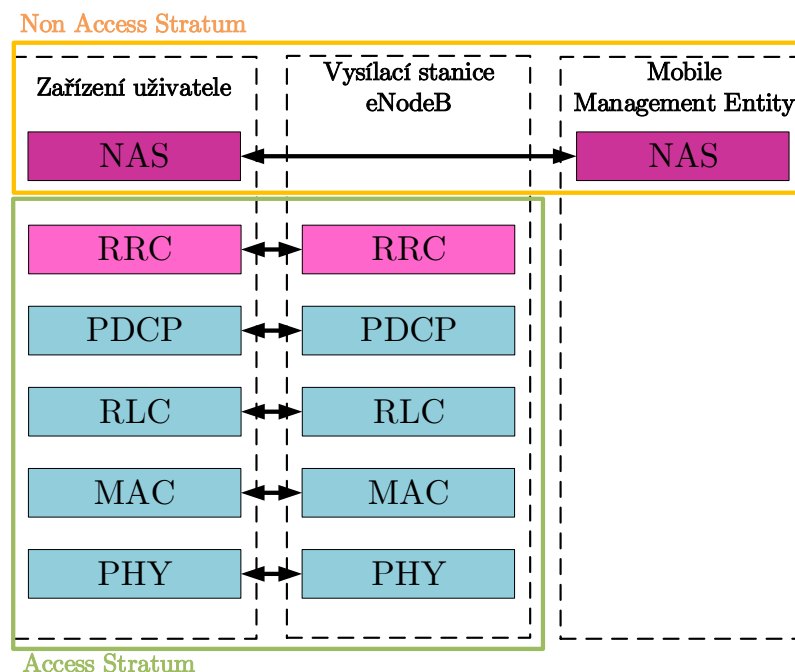 Non Access Stratum
Zařízení uživatele
Vysílací stanice
eNodeB
Mobile
Management Entity
NAS
NAS
RRC
RRC
PDCP
PDCP
RLC
RLC
MAC
MAC
PHY
PHY
Access Stratum